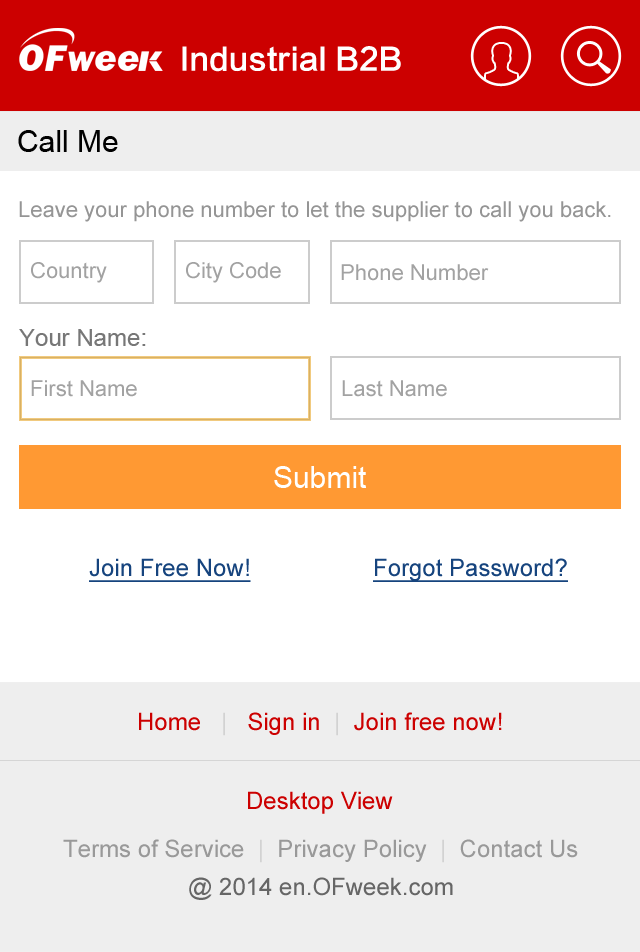 OFweek Industrial B2B
Call Me
Leave your phone number to let the supplier to call you back.
Country City Code Phone Number
Your Name:
First Name Last Name
Submit
Join Free Now! Forgot Password?
Home | Sign in | Join free now!
Desktop View
Terms of Service | Privacy Policy | Contact Us
@ 2014 en.OFweek.com